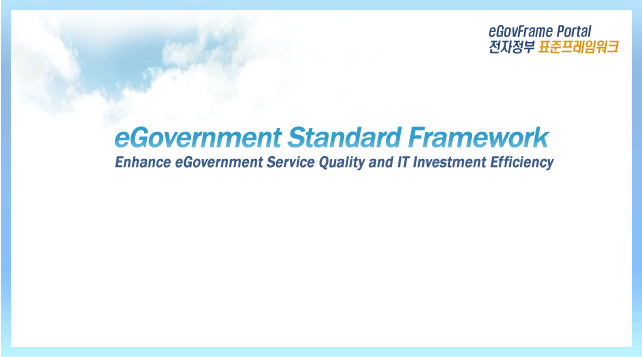 eGovFrame Portal
전자정부 표준프레임워크
eGovernment Standard Framework
Enhance eGovernment Service Quality and IT Investment Efficiency